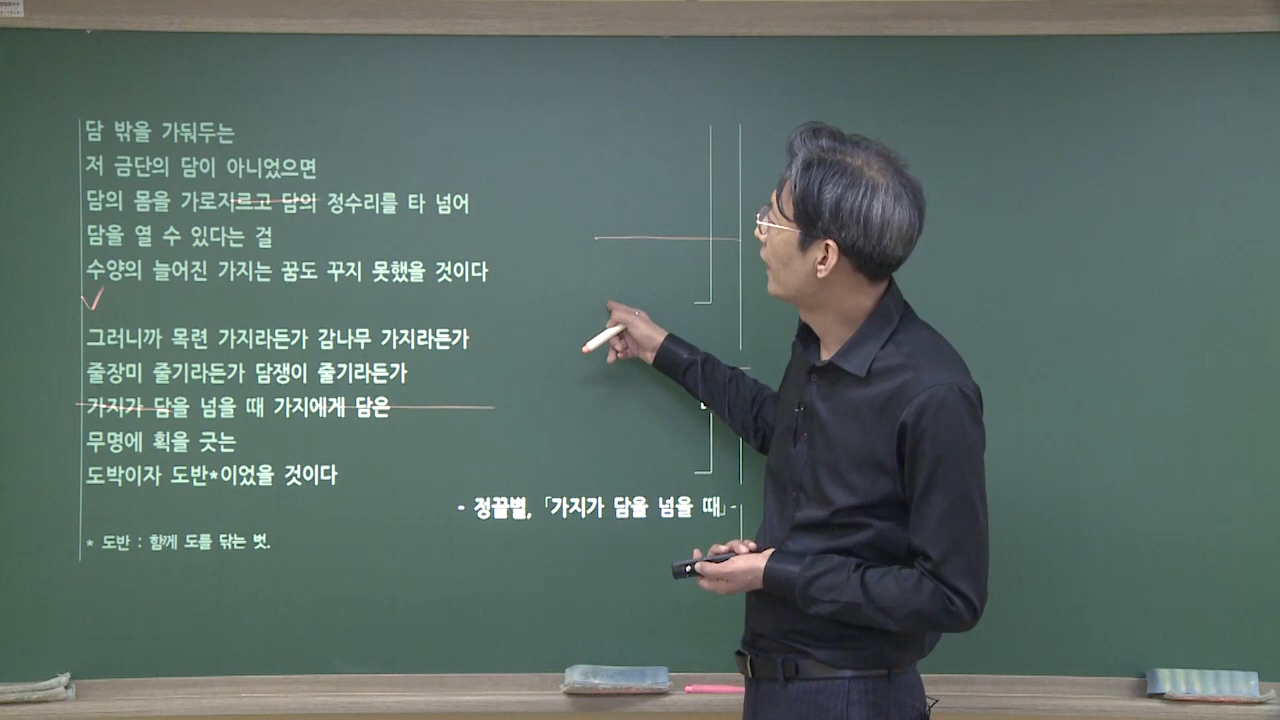 담 밖을 가둬두는
저 금단의 담이 아니었으면
담의 몸을 가로지르고 담의 정수리를 타 넘어
담을 열 수 있다는 걸
수양의 늘어진 가지는 꿈도 꾸지 못했을 것이다
그러니까 목련 가지라든가 감나무 가지라든가
줄장미 줄기라든가 담쟁이 줄기라든가
가지가 담을 넘을 때 가지에게 담은
무명에 획을 긋는
도박이자 도반*이었을 것이다
- 정끝별, 「가지가 담을 넘을 때」-
* 도반 : 함께 도를 닦는 벗.